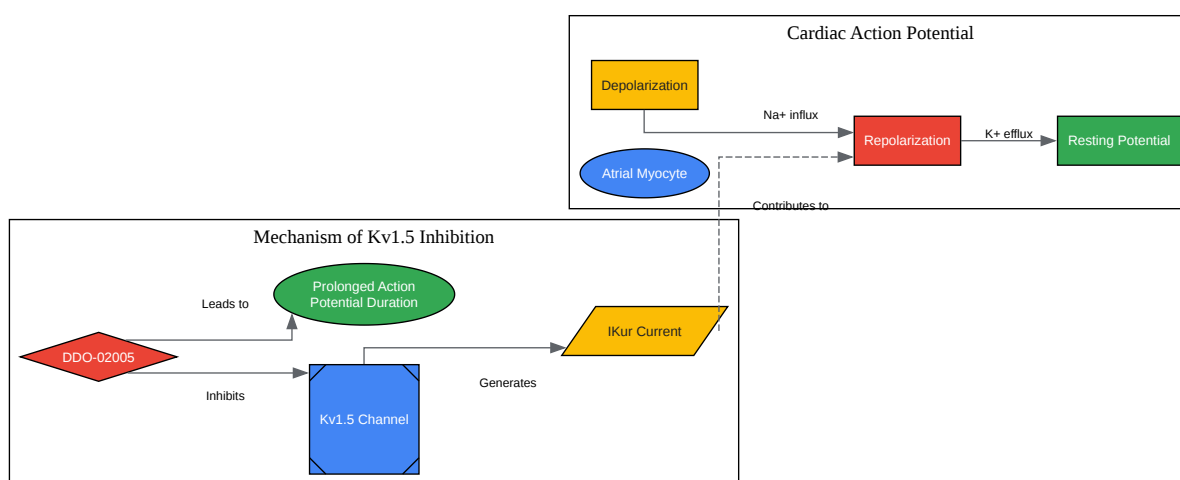 Cardiac Action Potential
Depolarization
Na+ influx
Repolarization
K+ efflux
Resting Potential
Atrial Myocyte
Contributes to
Mechanism of Kv1.5 Inhibition
Prolonged Action
Potential Duration
Leads to
IKur Current
DDO-02005
Generates
Inhibits
Kv1.5 Channel